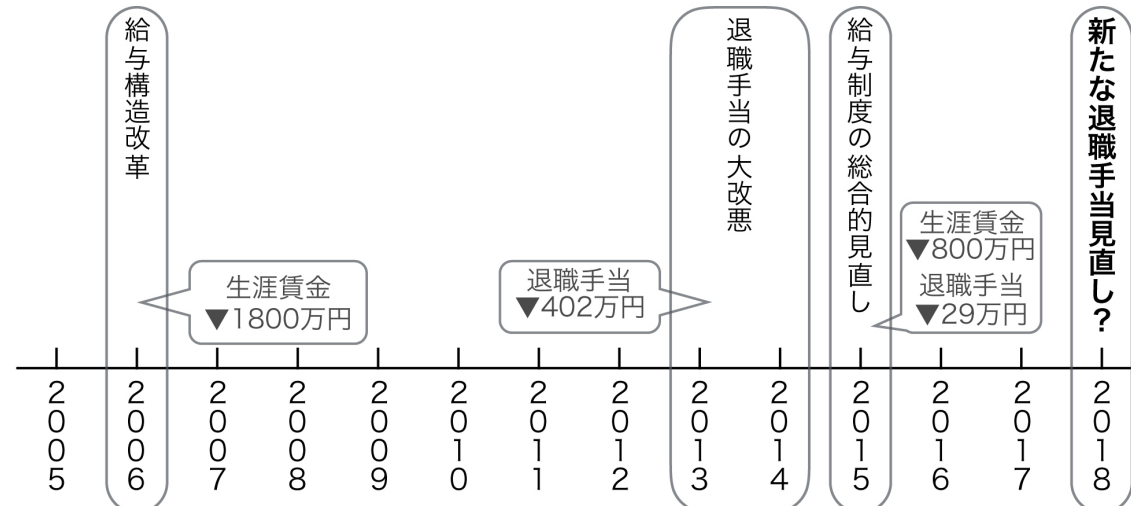 給与構造改革
生涯賃金
▼1800万円
退職手当の大改悪
退職手当
▼402万円
給与制度の総合的見直し
生涯賃金
▼800万円
退職手当
▼29万円
新たな退職手当見直し?
2005
2006
2007
2008
2009
2010
2011
2012
2013
2014
2015
2016
2017
2018